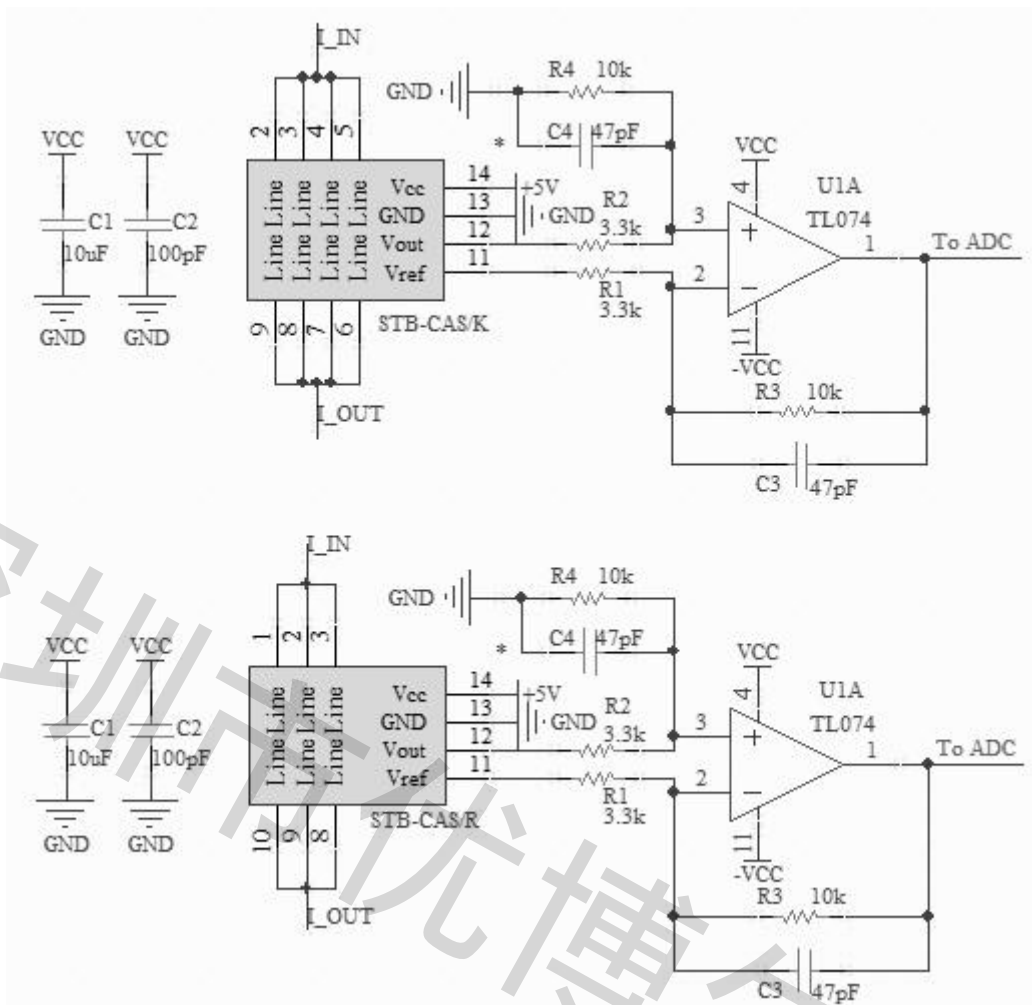 I_IN
R4 10k
GND
VCC VCC
2 3 4 5
* C4 47pF
VCC
Line Line Line Line
Vcc 14 +5V
GND 13 GND
Vout 12
Vref 11
R2
3.3k
R1
3.3k
4
U1A
TL074
3
+
2
-
1
To ADC
11
-VCC
C1
10uF
C2
100pF
GND GND
9 8 7 6
STB-CAS/K
I_OUT
R3 10k
C3 47pF
I_IN
R4 10k
GND
VCC VCC
1 2 3
* C4 47pF
VCC
Line Line Line
Vcc 14 +5V
GND 13 GND
Vout 12
Vref 11
R2
3.3k
R1
3.3k
4
U1A
TL074
3
+
2
-
1
To ADC
11
-VCC
C1
10uF
C2
100pF
GND GND
10 9 8
STB-CAS/R
I_OUT
R3 10k
C3 47pF
圳市优博